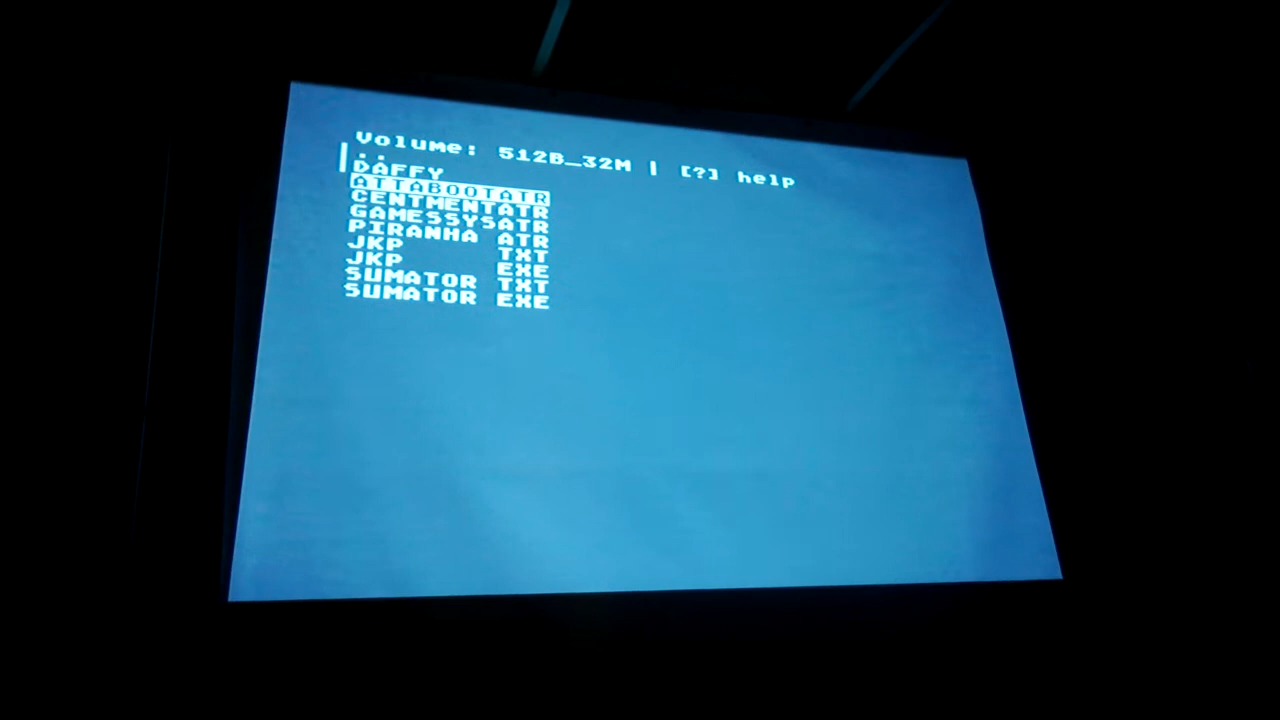 Volume: 512B_32M | [?] help
..
DAFFY
ATTABOOTATR
CENTMENTATR
GAMESSYSATR
PIRANHA ATR
JKP TXT
JKP EXE
SUMATOR TXT
SUMATOR EXE